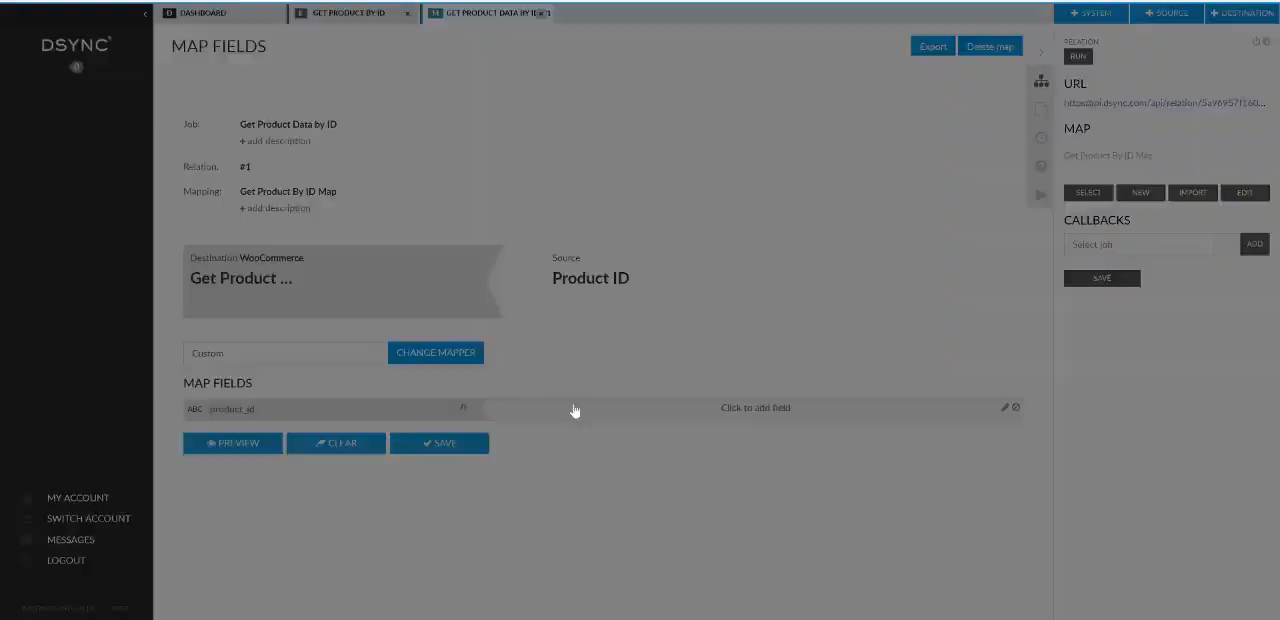 D DASHBOARD
E GET PRODUCT BY ID ×
M GET PRODUCT DATA BY ID × 1
+ SYSTEM
+ SOURCE
+ DESTINATION
DSYNC
MAP FIELDS
Export
Delete map
Job: Get Product Data by ID
+ add description
Relation: #1
Mapping: Get Product By ID Map
+ add description
Destination WooCommerce
Get Product ...
Source
Product ID
Custom
CHANGE MAPPER
MAP FIELDS
ABC product_id
Click to add field
PREVIEW
CLEAR
SAVE
RELATION
RUN
URL
MAP
Get Product By ID Map
SELECT
NEW
IMPORT
EDIT
CALLBACKS
Select job
ADD
SAVE
MY ACCOUNT
SWITCH ACCOUNT
MESSAGES
LOGOUT